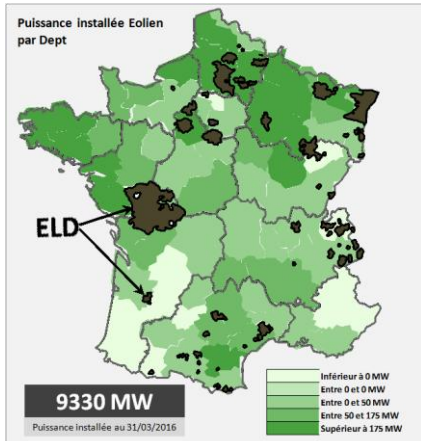 Puissance installée Eolien
par Dept
ELD
9330 MW
Puissance installée au 31/03/2016
Inférieur à 0 MW
Entre 0 et 0 MW
Entre 0 et 50 MW
Entre 50 et 175 MW
Supérieur à 175 MW